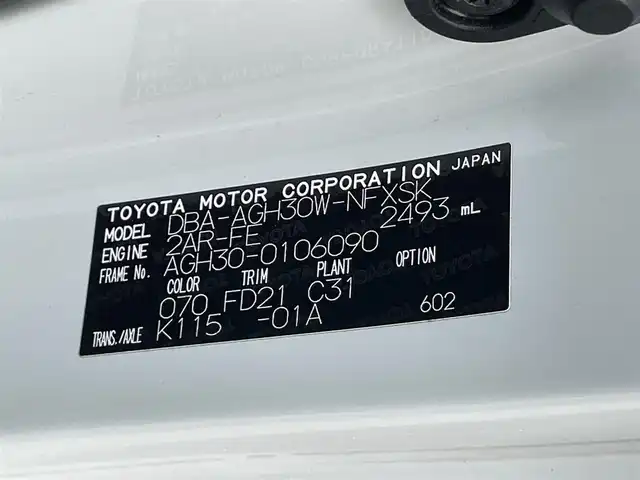 TOYOTA MOTOR CORPORATION JAPAN
MODEL DBA-AGH30W-NFXSK
ENGINE 2AR-FE 2493 mL
FRAME No. AGH30-0106090
COLOR TRIM PLANT OPTION
070 FD21 C31
TRANS./AXLE K115 -01A 602